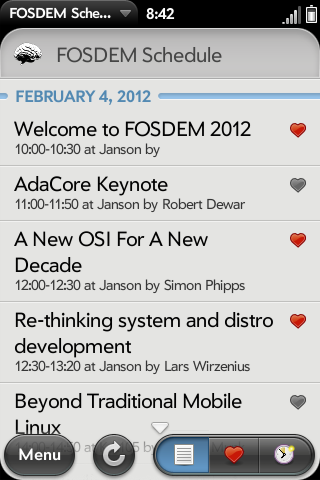 FOSDEM Sche... 8:42
FOSDEM Schedule
FEBRUARY 4, 2012
Welcome to FOSDEM 2012
10:00-10:30 at Janson by
AdaCore Keynote
11:00-11:50 at Janson by Robert Dewar
A New OSI For A New
Decade
12:00-12:30 at Janson by Simon Phipps
Re-thinking system and distro
development
12:30-13:20 at Janson by Lars Wirzenius
Beyond Traditional Mobile
Linux
Menu